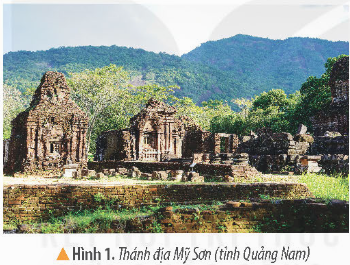 ▲ Hình 1. Thánh địa Mỹ Sơn (tỉnh Quảng Nam)